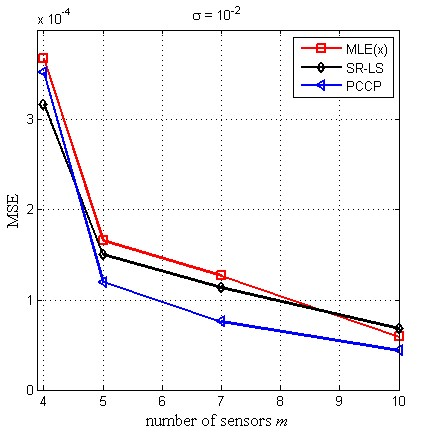 σ = 10⁻²
x 10⁻⁴
MLE(x)
SR-LS
PCCP
3
2
1
0
MSE
4 5 6 7 8 9 10
number of sensors m